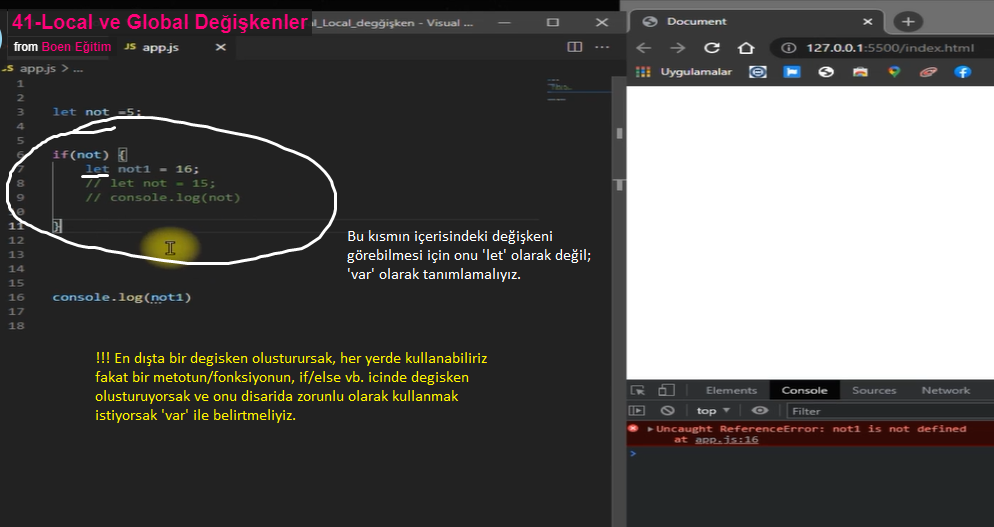 41-Local ve Global Değişkenler
al_Local_degğişken - Visual
from Boen Eğitim
JS app.js
JS app.js > ...
1
2
3 let not =5;
4
5
6 if(not) {
7 let not1 = 16;
8 // let not = 15;
9 // console.log(not)
10
11 }
12
13
14
15
16 console.log(not1)
17
18
Bu kısmın içerisindeki değişkeni
görebilmesi için onu 'let' olarak değil;
'var' olarak tanımlamalıyız.
!!! En dışta bir degisken olusturursak, her yerde kullanabiliriz
fakat bir metotun/fonksiyonun, if/else vb. icinde degisken
olusturuyorsak ve onu disarida zorunlu olarak kullanmak
istiyorsak 'var' ile belirtmeliyiz.
Document
127.0.0.1:5500/index.html
Uygulamalar
Elements Console Sources Network
top Filter
Uncaught ReferenceError: not1 is not defined
at app.js:16